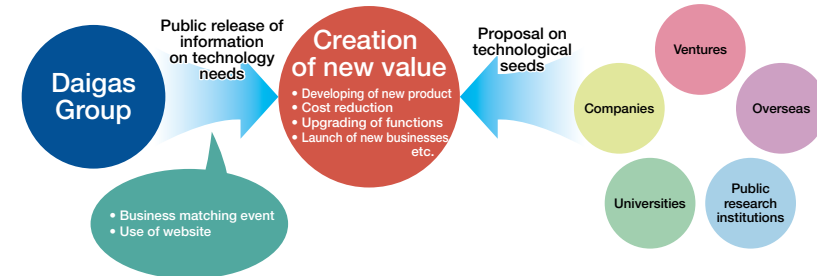 Daigas
Group
Public release of
information
on technology
needs
Creation
of new value
• Developing of new product
• Cost reduction
• Upgrading of functions
• Launch of new businesses
etc.
Proposal on
technological
seeds
Ventures
Companies
Overseas
Universities
Public
research
institutions
• Business matching event
• Use of website